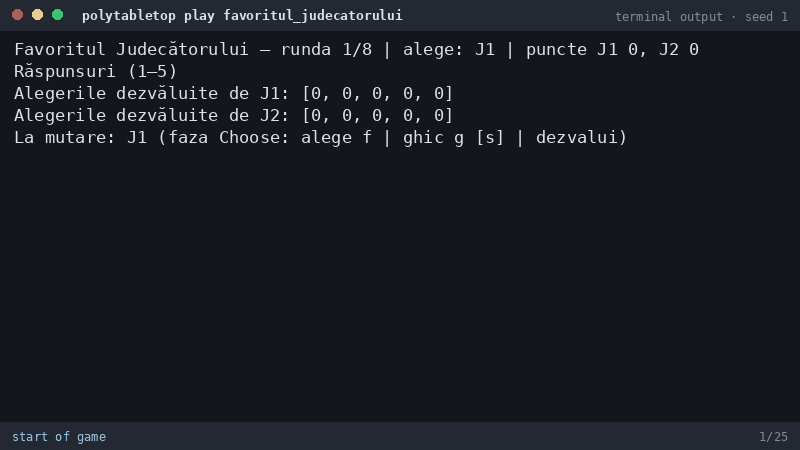 polytabletop play favoritul_judecatorului
terminal output · seed 1
Favoritul Judecătorului — runda 1/8 | alege: J1 | puncte J1 0, J2 0
Răspunsuri (1–5)
Alegerile dezvăluite de J1: [0, 0, 0, 0, 0]
Alegerile dezvăluite de J2: [0, 0, 0, 0, 0]
La mutare: J1 (faza Choose: alege f | ghic g [s] | dezvalui)
start of game
1/25